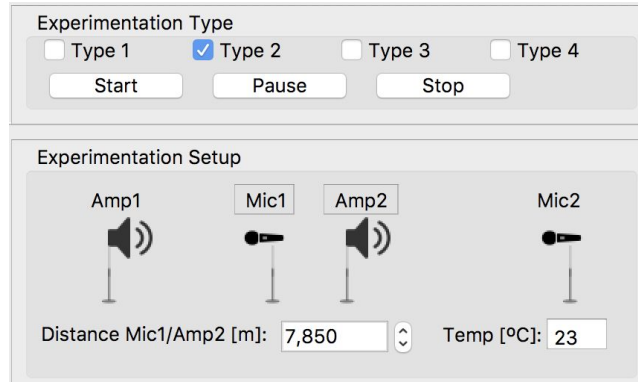 Experimentation Type
Type 1 Type 2 Type 3 Type 4
Start Pause Stop
Experimentation Setup
Amp1 Mic1 Amp2 Mic2
Distance Mic1/Amp2 [m]: 7,850 Temp [ºC]: 23